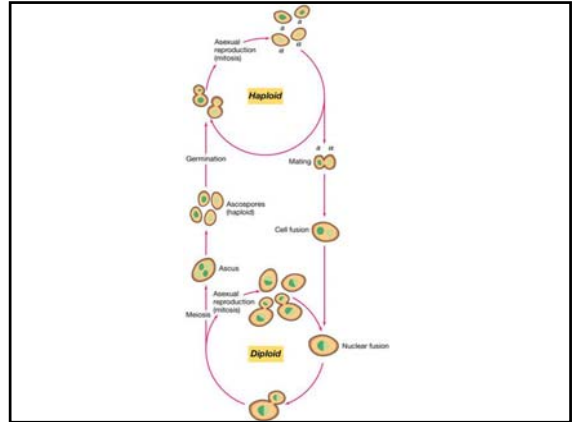 a
a
α
α
Asexual
reproduction
(mitosis)
Haploid
a α
Mating
Germination
Ascospores
(haploid)
Cell fusion
Ascus
Asexual
reproduction
(mitosis)
Meiosis
Nuclear fusion
Diploid